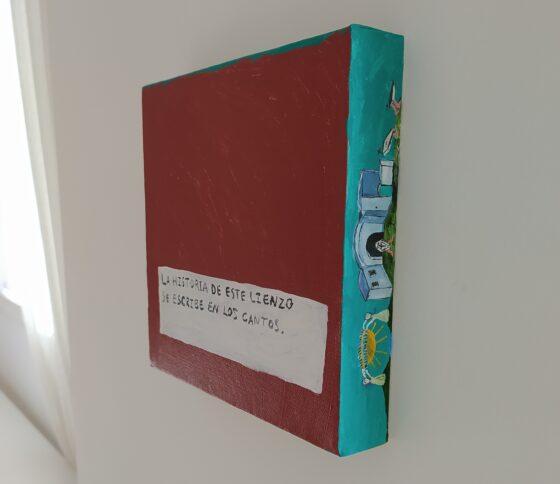 LA HISTORIA DE ESTE LIENZO
SE ESCRIBE EN LOS CANTOS.